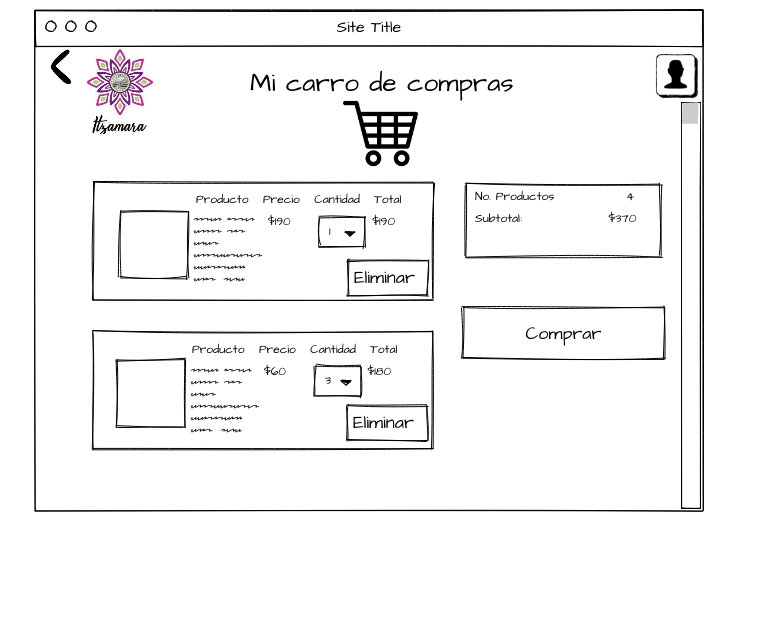 Site Title
Itzamara
Mi carro de compras
Producto Precio Cantidad Total
$190 1 $190
Eliminar
Producto Precio Cantidad Total
$60 3 $180
Eliminar
No. Productos 4
Subtotal: $370
Comprar